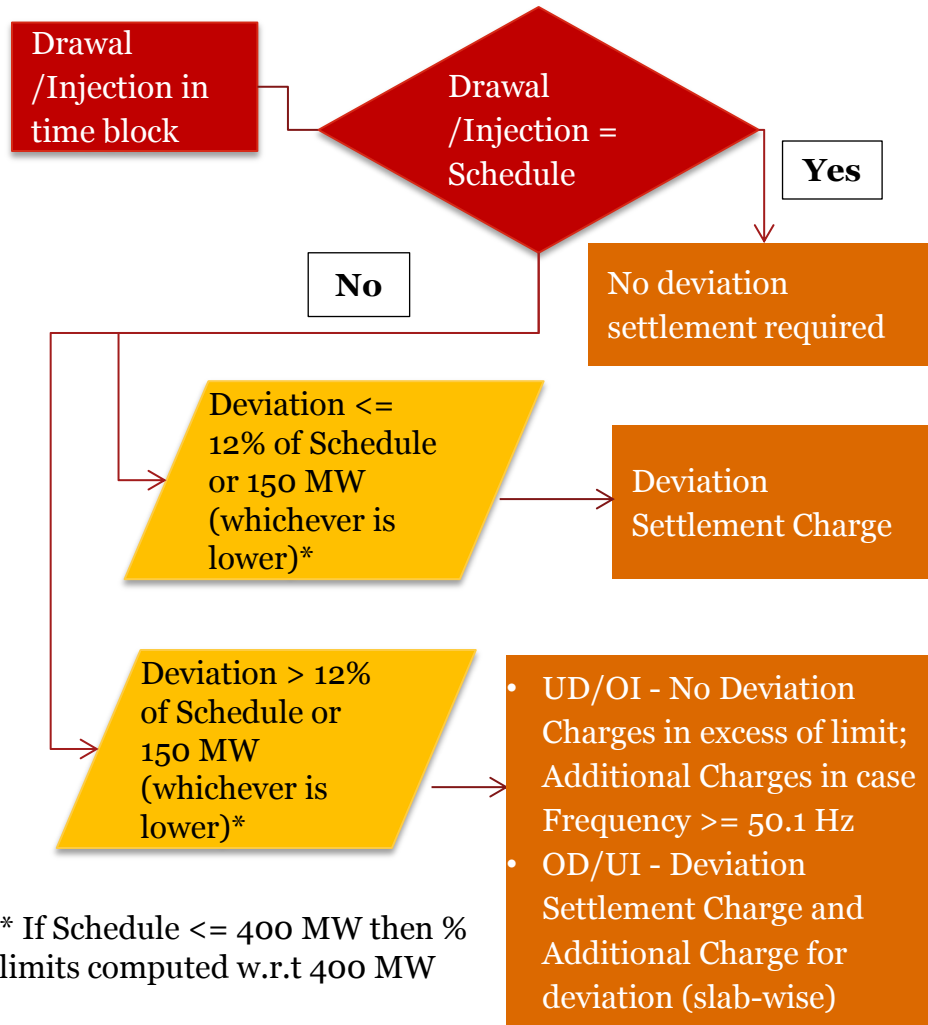 Drawal
/Injection in
time block
Drawal
/Injection =
Schedule
Yes
No
No deviation
settlement required
Deviation <=
12% of Schedule
or 150 MW
(whichever is
lower)*
Deviation
Settlement Charge
Deviation > 12%
of Schedule or
150 MW
(whichever is
lower)*
• UD/OI - No Deviation
Charges in excess of limit;
Additional Charges in case
Frequency >= 50.1 Hz
• OD/UI - Deviation
Settlement Charge and
Additional Charge for
deviation (slab-wise)
* If Schedule <= 400 MW then %
limits computed w.r.t 400 MW